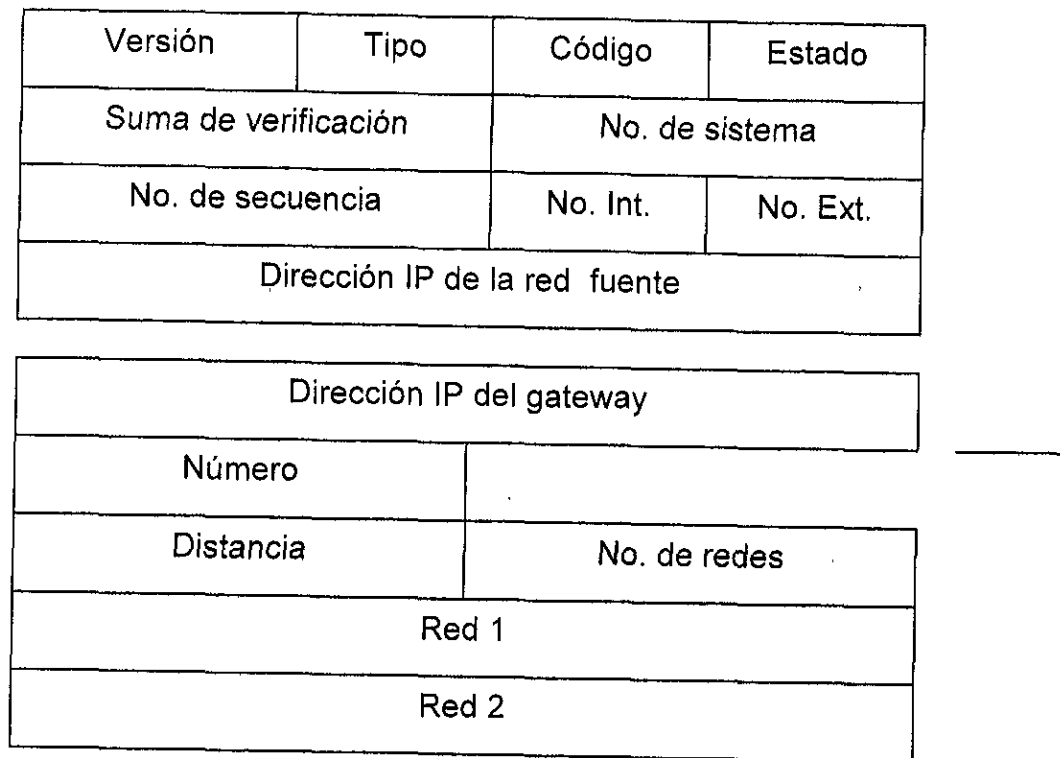 Versión Tipo Código Estado
Suma de verificación No. de sistema
No. de secuencia No. Int. No. Ext.
Dirección IP de la red fuente
Dirección IP del gateway
Número
Distancia No. de redes
Red 1
Red 2